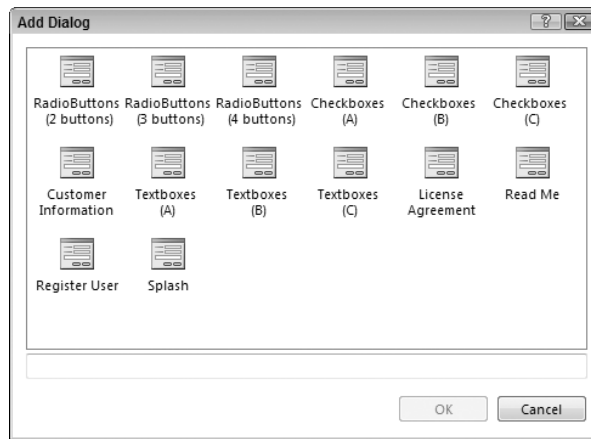 Add Dialog
RadioButtons RadioButtons RadioButtons Checkboxes Checkboxes Checkboxes
(2 buttons) (3 buttons) (4 buttons) (A) (B) (C)
Customer Textboxes Textboxes Textboxes License Read Me
Information (A) (B) (C) Agreement
Register User Splash
OK Cancel